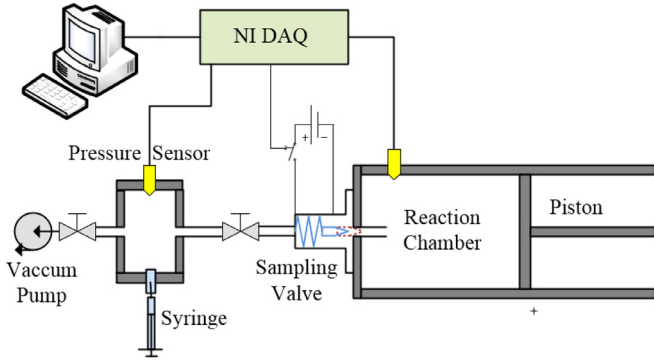 NI DAQ
Pressure Sensor
+ −
Reaction
Chamber
Piston
Vaccum
Pump
Sampling
Valve
Syringe